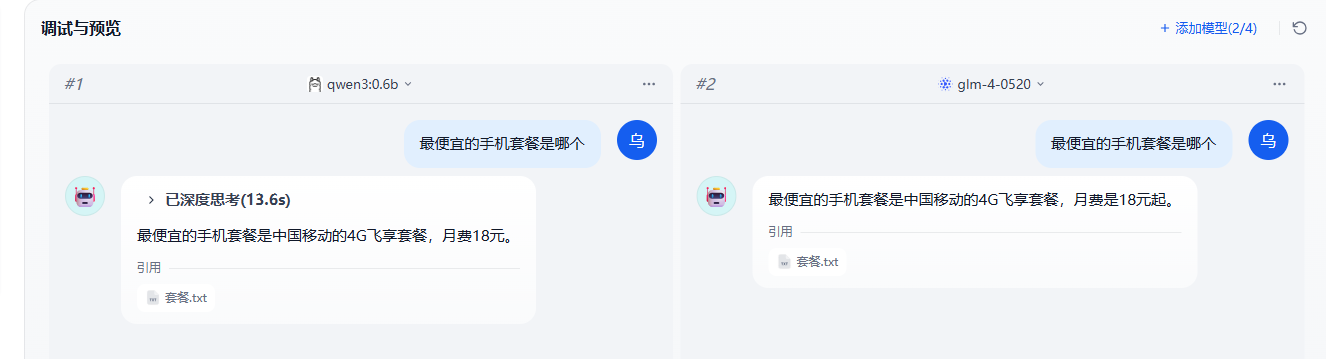 调试与预览
+ 添加模型(2/4)
#1
qwen3:0.6b
最便宜的手机套餐是哪个
乌
已深度思考(13.6s)
最便宜的手机套餐是中国移动的4G飞享套餐，月费18元。
引用
套餐.txt
#2
glm-4-0520
最便宜的手机套餐是哪个
乌
最便宜的手机套餐是中国移动的4G飞享套餐，月费是18元起。
引用
套餐.txt